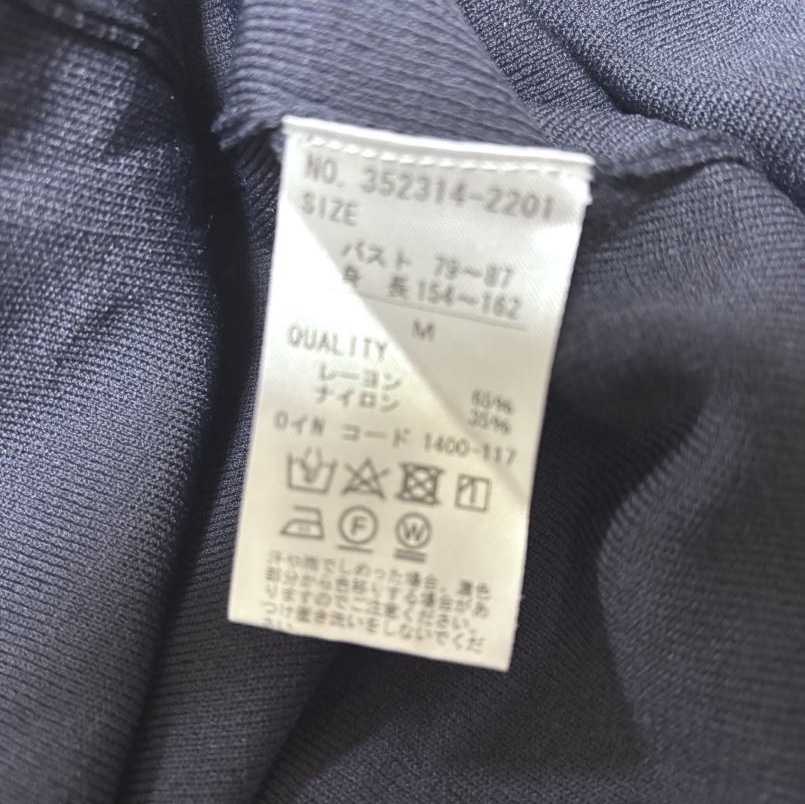 NO. 352314-2201
SIZE
バスト 79～87
身 長 154～162
M
QUALITY
レーヨン 65%
ナイロン 35%
OイN コード 1400-117
F W
汗や雨でしめった場合、濃色
部分から色移りする場合があ
りますのでご注意ください。
つけ置き洗いをしないでくだ